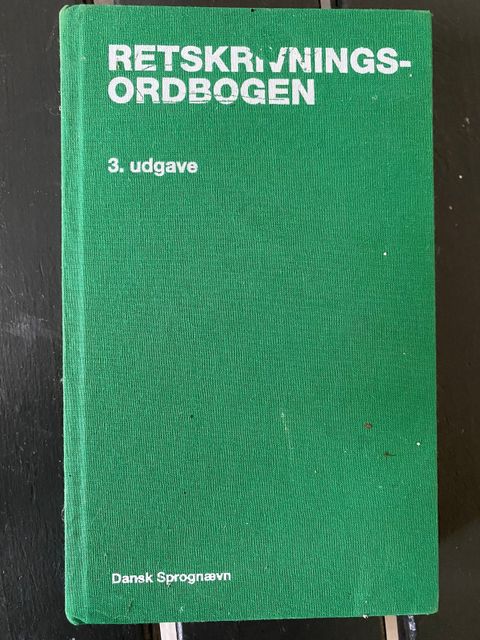 RETSKRIVNINGS-
ORDBOGEN
3. udgave
Dansk Sprognævn